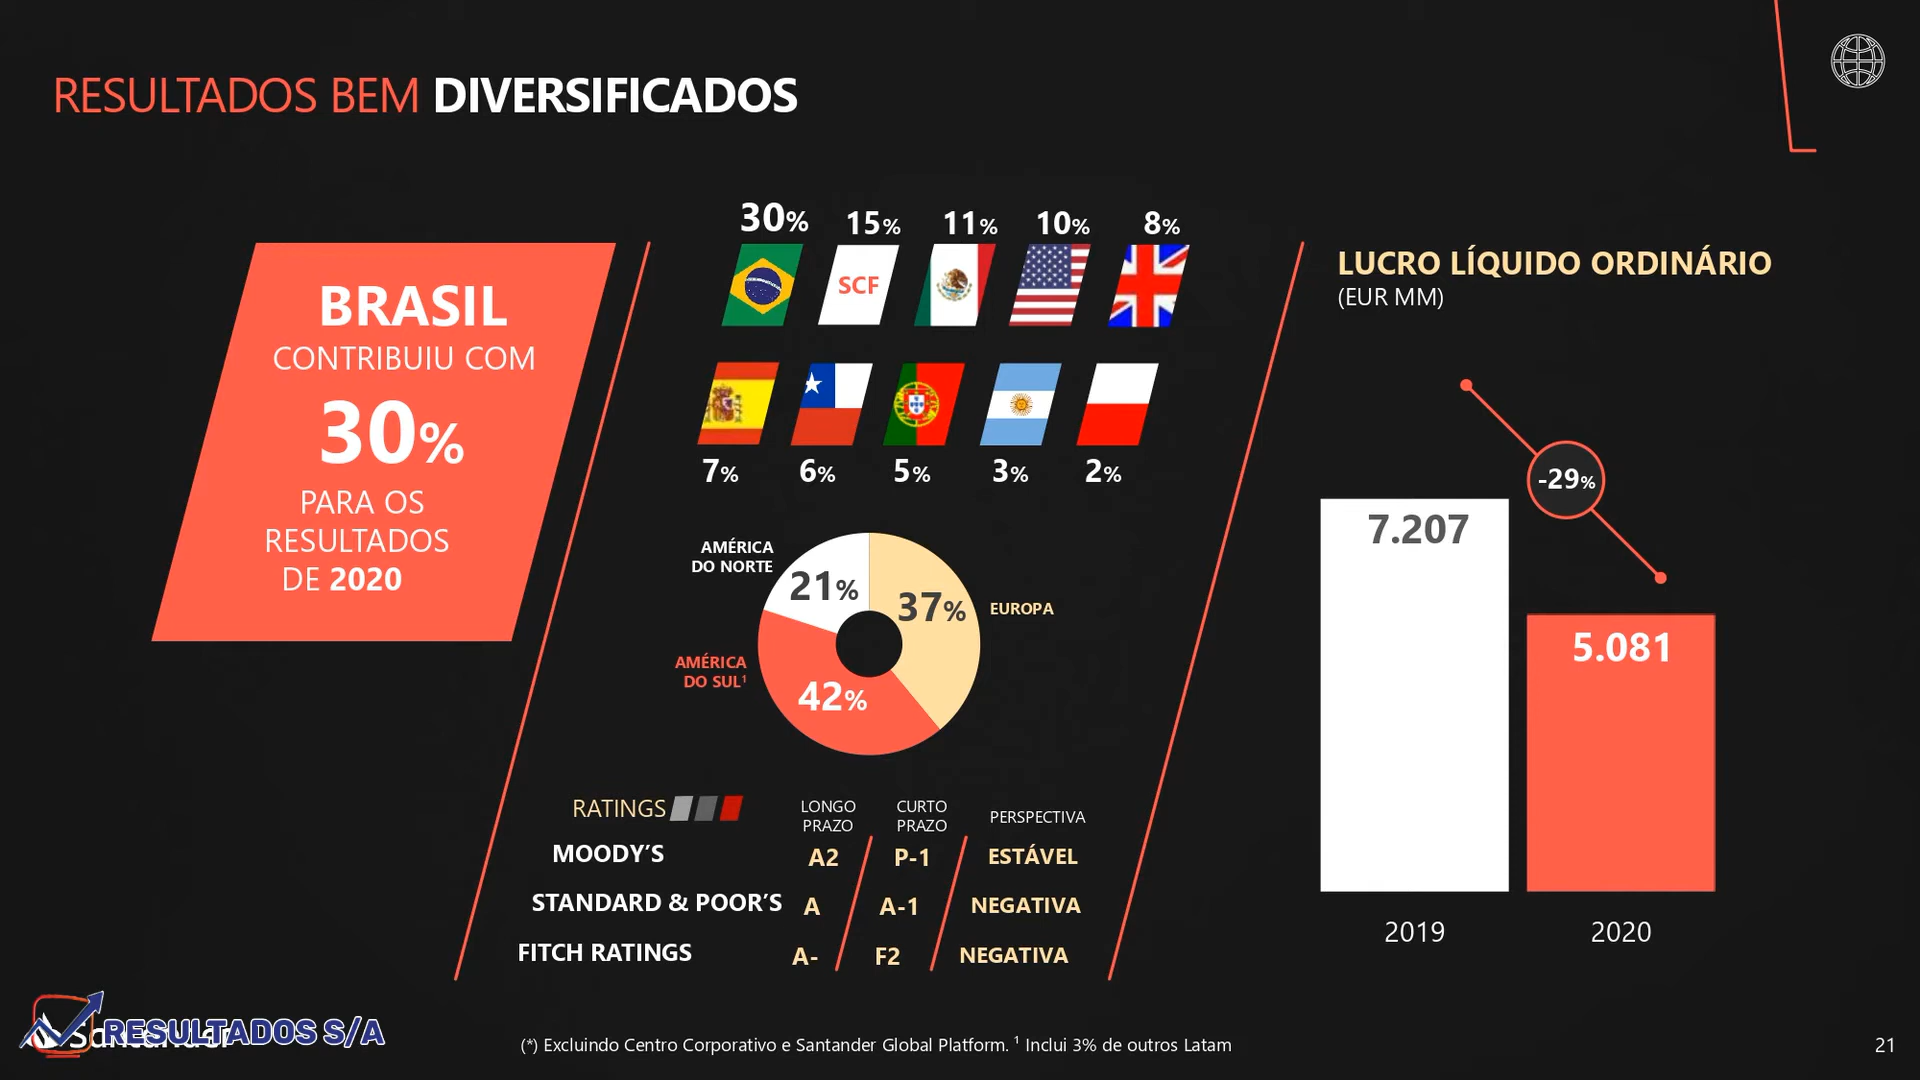 RESULTADOS BEM DIVERSIFICADOS
BRASIL
CONTRIBUIU COM
30%
PARA OS
RESULTADOS
DE 2020
30% 15% 11% 10% 8%
SCF
7% 6% 5% 3% 2%
AMÉRICA
DO NORTE
21%
37%
EUROPA
AMÉRICA
DO SUL¹
42%
RATINGS
LONGO
PRAZO
CURTO
PRAZO
PERSPECTIVA
MOODY’S A2 P-1 ESTÁVEL
STANDARD & POOR’S A A-1 NEGATIVA
FITCH RATINGS A- F2 NEGATIVA
LUCRO LÍQUIDO ORDINÁRIO
(EUR MM)
-29%
7.207
5.081
2019 2020
Santander
RESULTADOS S/A
(*) Excluindo Centro Corporativo e Santander Global Platform. ¹ Inclui 3% de outros Latam
21